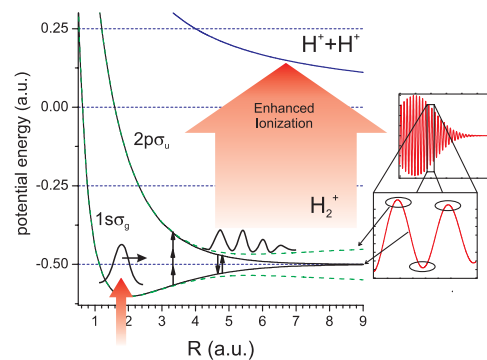 0.25
0.00
-0.25
-0.50
potential energy (a.u.)
H⁺+H⁺
Enhanced
Ionization
2pσᵤ
H₂⁺
1sσg
1 2 3 4 5 6 7 8 9
R (a.u.)